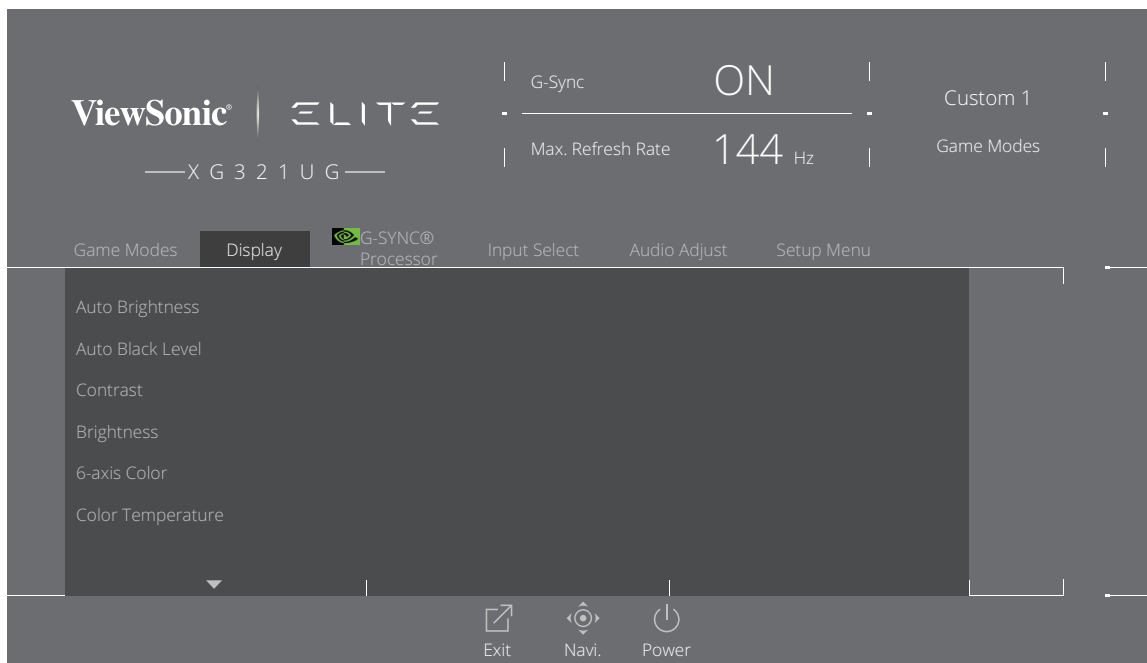 ViewSonic® ELITE
XG321UG
G-Sync ON
Max. Refresh Rate 144 Hz
Custom 1
Game Modes
Game Modes
Display
G-SYNC®
Processor
Input Select
Audio Adjust
Setup Menu
Auto Brightness
Auto Black Level
Contrast
Brightness
6-axis Color
Color Temperature
Exit
Navi.
Power